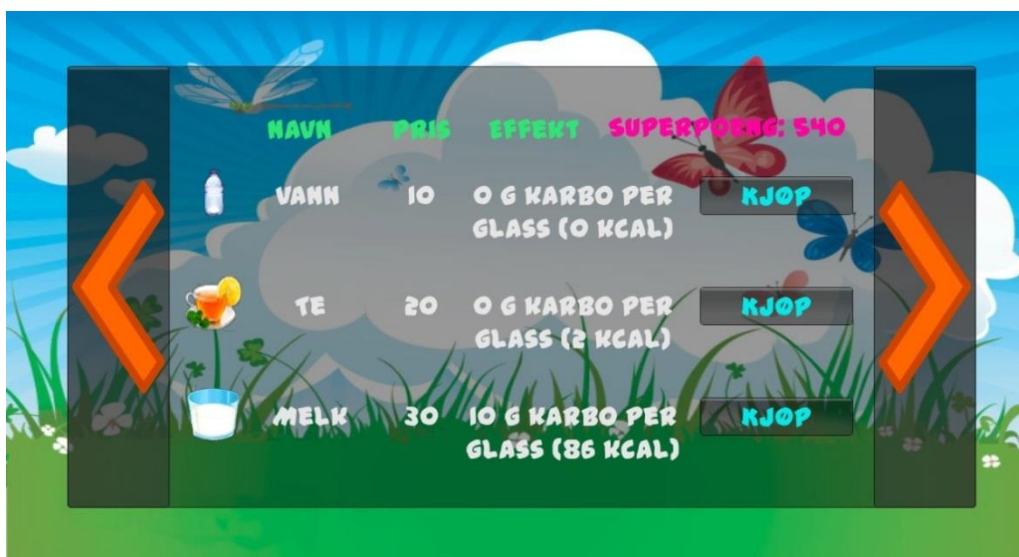 NAVN PRIS EFFEKT SUPERPOENG: 540
VANN 10 0 G KARBO PER KJØP
GLASS (0 KCAL)
TE 20 0 G KARBO PER KJØP
GLASS (2 KCAL)
MELK 30 10 G KARBO PER KJØP
GLASS (86 KCAL)